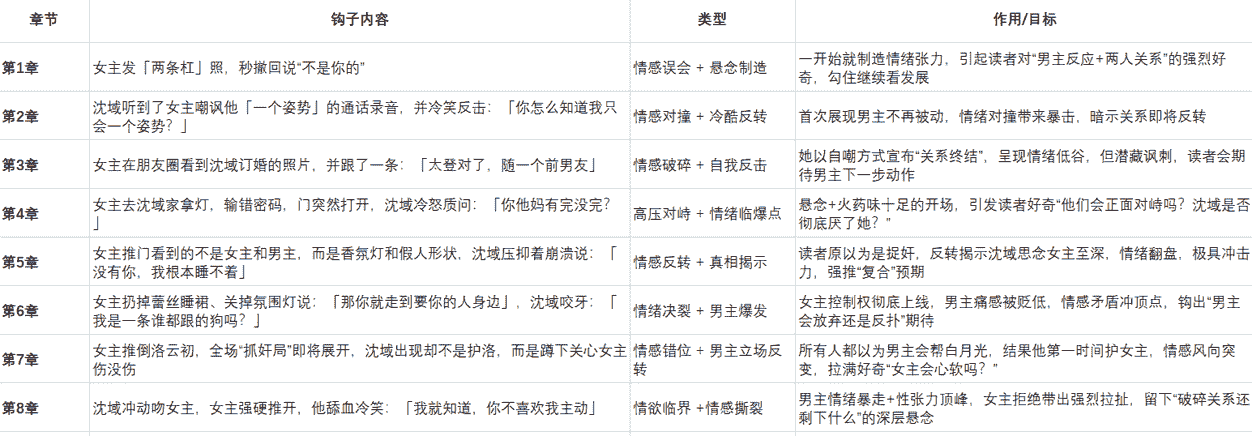 章节 钩子内容 类型 作用/目标
第1章 女主发「两条杠」照，秒撤回说“不是你的” 情感误会 + 悬念制造 一开始就制造情绪张力，引起读者对“男主反应+两人关系”的强烈好
奇，勾住继续看发展
第2章 沈域听到了女主嘲讽他「一个姿势」的通话录音，并冷笑反击：「你怎么知道我只
会一个姿势？」 情感对撞 + 冷酷反转 首次展现男主不再被动，情绪对撞带来暴击，暗示关系即将反转
第3章 女主在朋友圈看到沈域订婚的照片，并跟了一条：「太登对了，随一个前男友」 情感破碎 + 自我反击 她以自嘲方式宣布“关系终结”，呈现情绪低谷，但潜藏讽刺，读者会期
待男主下一步动作
第4章 女主去沈域家拿灯，输错密码，门突然打开，沈域冷怒质问：「你他妈有完没完？
」 高压对峙 + 情绪临爆点 悬念+火药味十足的开场，引发读者好奇“他们会正面对峙吗？沈域是否
彻底厌了她？”
第5章 女主推门看到的不是女主和男主，而是香氛灯和假人形状，沈域压抑着崩溃说：「
没有你，我根本睡不着」 情感反转 + 真相揭示 读者原以为是捉奸，反转揭示沈域思念女主至深，情绪翻盘，极具冲击
力，强推“复合”预期
第6章 女主扔掉蕾丝睡裙、关掉氛围灯说：「那你就走到要你的人身边」，沈域咬牙：「
我是一条谁都跟的狗吗？」 情绪决裂 + 男主爆发 女主控制权彻底上线，男主痛感被贬低，情感矛盾冲顶点，钩出“男主
会放弃还是反扑”期待
第7章 女主推倒洛云初，全场“抓奸局”即将展开，沈域出现却不是护洛，而是蹲下关心女主
伤没伤 情感错位 + 男主立场反
转 所有人都以为男主会帮白月光，结果他第一时间护女主，情感风向突
变，拉满好奇“女主会心软吗？”
第8章 沈域冲动吻女主，女主强硬推开，他舔血冷笑：「我就知道，你不喜欢我主动」 情欲临界 +情感撕裂 男主情绪暴走+性张力顶峰，女主拒绝带出强烈拉扯，留下“破碎关系还
剩下什么”的深层悬念